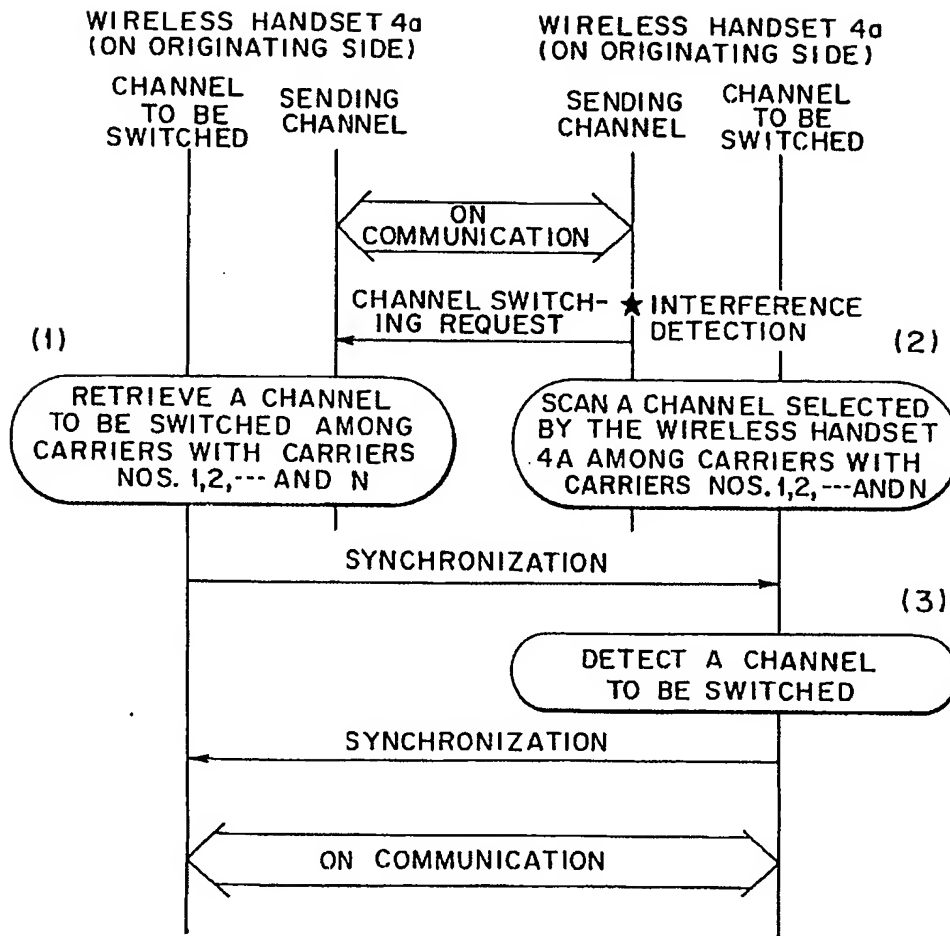 WIRELESS HANDSET 4a
(ON ORIGINATING SIDE)
WIRELESS HANDSET 4a
(ON ORIGINATING SIDE)
CHANNEL
TO BE
SWITCHED
SENDING
CHANNEL
SENDING
CHANNEL
CHANNEL
TO BE
SWITCHED
ON
COMMUNICATION
CHANNEL SWITCH-
ING REQUEST
★ INTERFERENCE
DETECTION
(1)
(2)
RETRIEVE A CHANNEL
TO BE SWITCHED AMONG
CARRIERS WITH CARRIERS
NOS. 1,2,--- AND N
SCAN A CHANNEL SELECTED
BY THE WIRELESS HANDSET
4A AMONG CARRIERS WITH
CARRIERS NOS. 1,2,---AND N
SYNCHRONIZATION
(3)
DETECT A CHANNEL
TO BE SWITCHED
SYNCHRONIZATION
ON COMMUNICATION